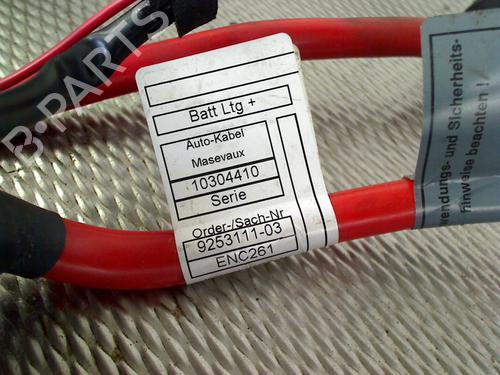 Batt Ltg +
Auto-Kabel
Masevaux
10304410
Serie
Order-/Sach-Nr
9253111-03
ENC261
wendungs- und Sicherheits-
hinweise beachten !
B-PARTS